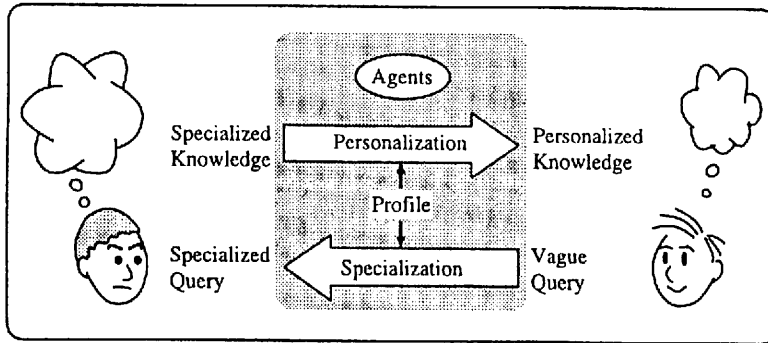 Agents
Specialized
Knowledge
Personalization
Personalized
Knowledge
Profile
Specialized
Query
Specialization
Vague
Query